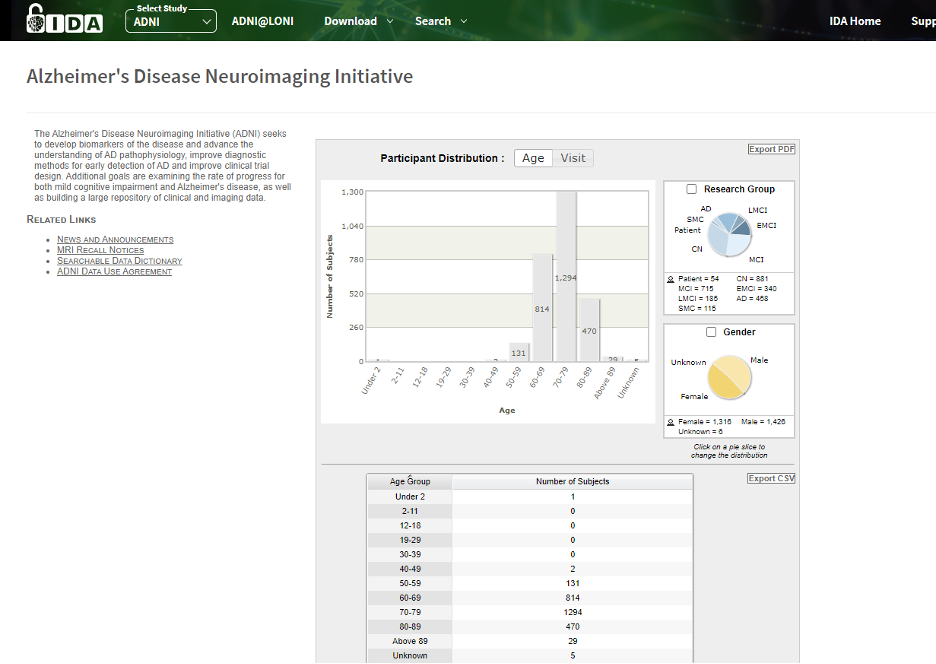 IDA
Select Study
ADNI
ADNI@LONI
Download
Search
IDA Home
Supp
Alzheimer's Disease Neuroimaging Initiative
The Alzheimer's Disease Neuroimaging Initiative (ADNI) seeks
to develop biomarkers of the disease and advance the
understanding of AD pathophysiology, improve diagnostic
methods for early detection of AD and improve clinical trial
design. Additional goals are examining the rate of progress for
both mild cognitive impairment and Alzheimer's disease, as well
as building a large repository of clinical and imaging data.
RELATED LINKS
NEWS AND ANNOUNCEMENTS
MRI RECALL NOTICES
SEARCHABLE DATA DICTIONARY
ADNI DATA USE AGREEMENT
Export PDF
Participant Distribution :
Age
Visit
1,300
1,040
780
520
260
0
Number of Subjects
131
814
1,294
470
29
Under 2
2-11
12-18
19-29
30-39
40-49
50-59
60-69
70-79
80-89
Above 89
Unknown
Age
Research Group
AD
LMCI
SMC
EMCI
Patient
CN
MCI
Patient = 54 CN = 881
MCI = 715 EMCI = 340
LMCI = 186 AD = 458
SMC = 115
Gender
Unknown
Male
Female
Female = 1,316 Male = 1,426
Unknown = 6
Click on a pie slice to
change the distribution
Export CSV
Age Group Number of Subjects
Under 2 1
2-11 0
12-18 0
19-29 0
30-39 0
40-49 2
50-59 131
60-69 814
70-79 1294
80-89 470
Above 89 29
Unknown 5